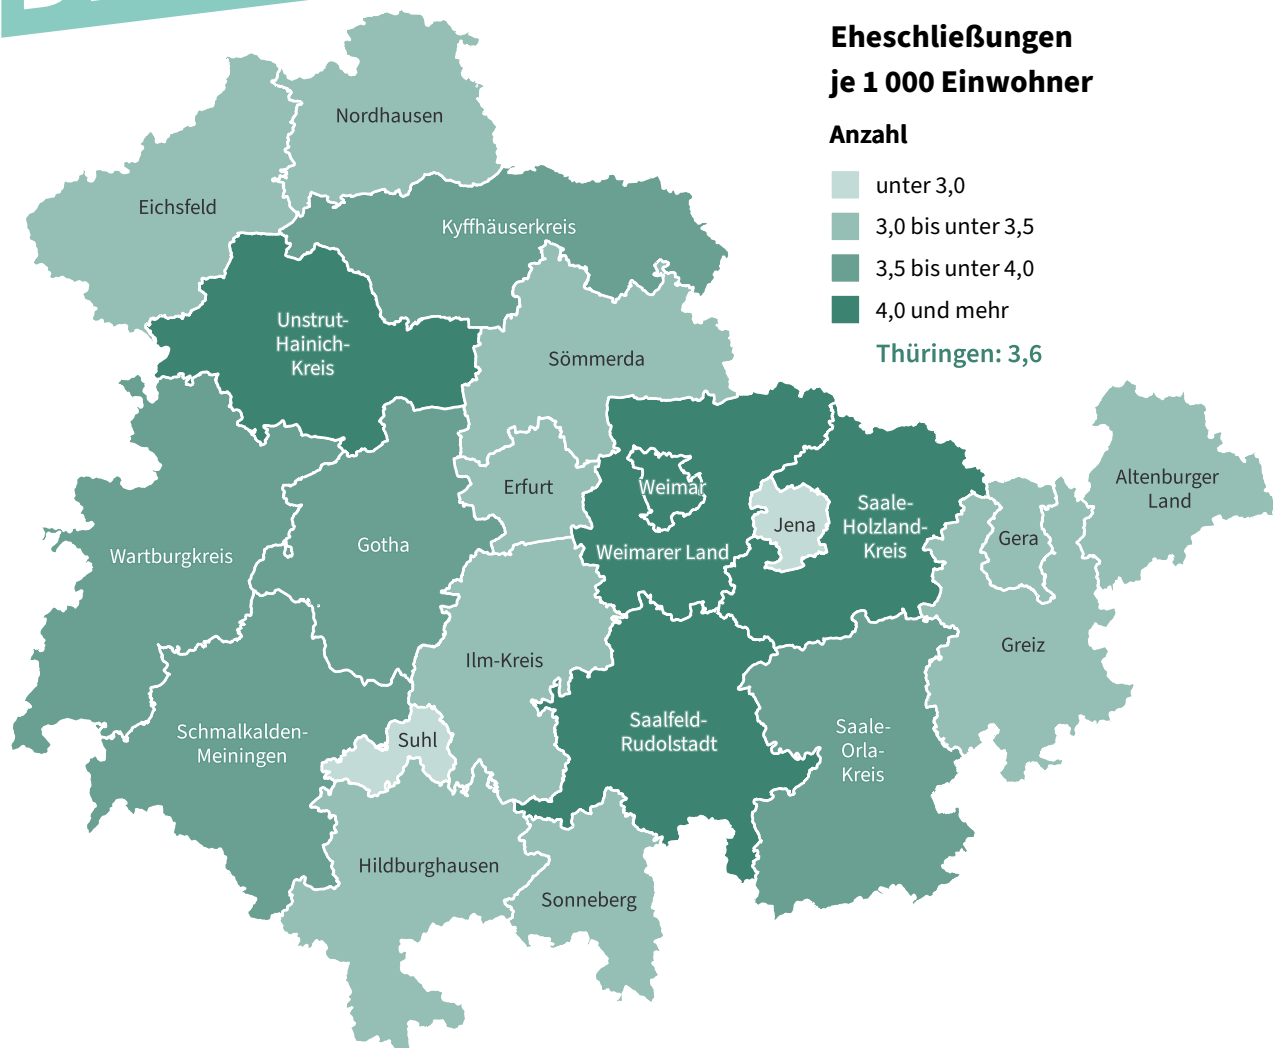 Eheschließungen
je 1 000 Einwohner
Anzahl
unter 3,0
3,0 bis unter 3,5
3,5 bis unter 4,0
4,0 und mehr
Thüringen: 3,6
Nordhausen
Eichsfeld
Kyffhäuserkreis
Unstrut-
Hainich-
Kreis
Sömmerda
Altenburger
Land
Erfurt
Weimar
Saale-
Holzland-
Kreis
Jena
Gera
Gotha
Wartburgkreis
Weimarer Land
Greiz
Ilm-Kreis
Saalfeld-
Rudolstadt
Saale-
Orla-
Kreis
Schmalkalden-
Meiningen
Suhl
Hildburghausen
Sonneberg